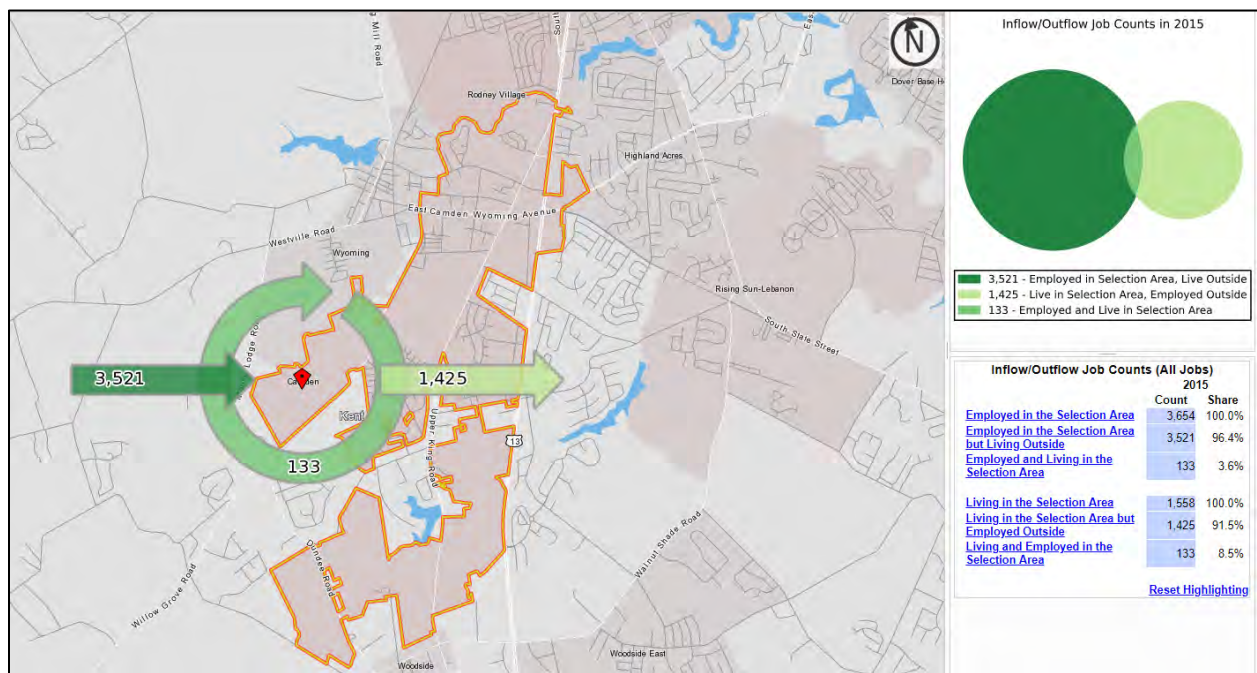 Mill Road
Sout
Eas
N
Dover Base Ho
Rodney Village
Highland Acres
East Camden Wyoming Avenue
Westville Road
Wyoming
Rising Sun-Lebanon
South State Street
Lodge Ro
3,521
Camden
1,425
Kent
13
Upper King Road
133
Dundee Road
Walnut Shade Road
Willow Grove Road
Woodside East
Woodside
Inflow/Outflow Job Counts in 2015
3,521 - Employed in Selection Area, Live Outside
1,425 - Live in Selection Area, Employed Outside
133 - Employed and Live in Selection Area
Inflow/Outflow Job Counts (All Jobs)
2015
Count Share
Employed in the Selection Area 3,654 100.0%
Employed in the Selection Area
but Living Outside 3,521 96.4%
Employed and Living in the
Selection Area 133 3.6%
Living in the Selection Area 1,558 100.0%
Living in the Selection Area but
Employed Outside 1,425 91.5%
Living and Employed in the
Selection Area 133 8.5%
Reset Highlighting